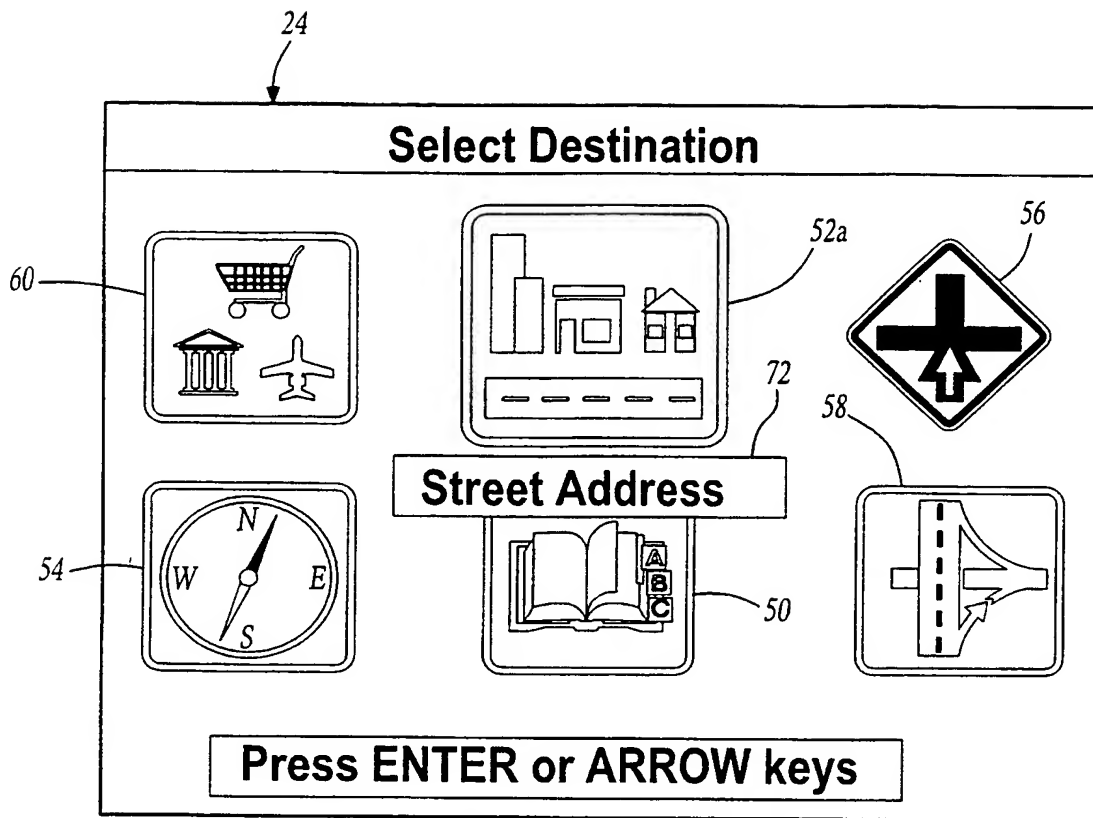 24
Select Destination
56
60
52a
72
58
Street Address
N
W E
S
54
A
B
C
50
Press ENTER or ARROW keys